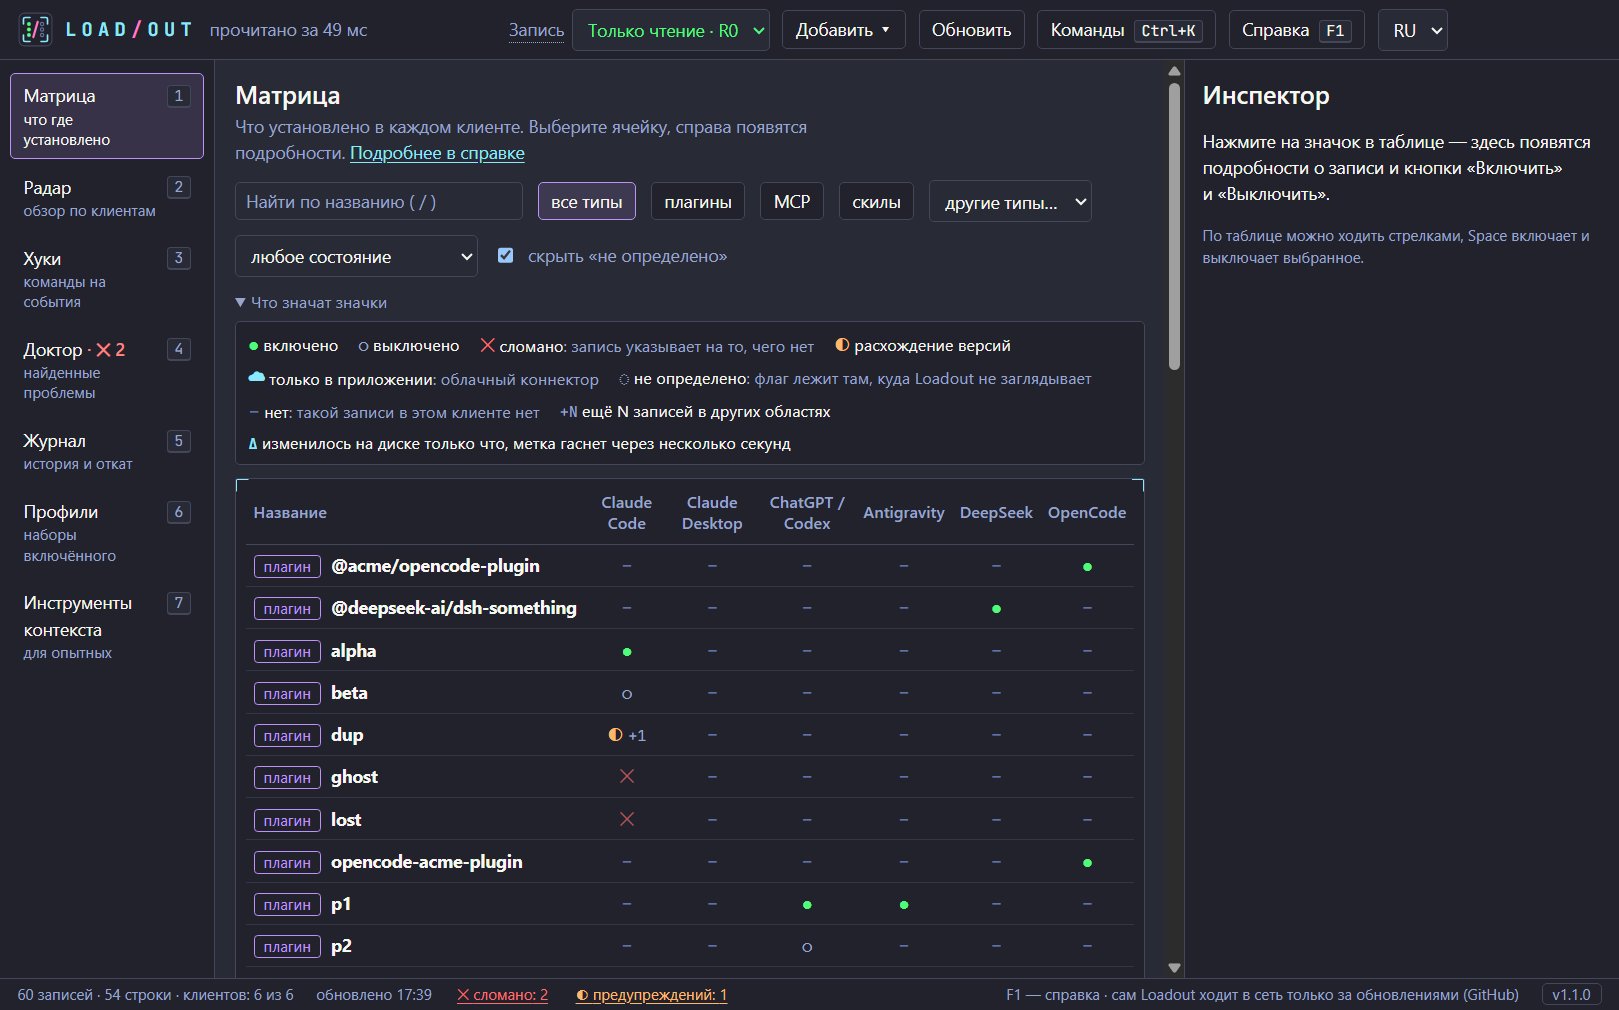 LOAD/OUT прочитано за 49 мс Запись Только чтение · R0 Добавить ▼ Обновить Команды Ctrl+K Справка F1 RU
Матрица 1
что где
установлено
Радар 2
обзор по клиентам
Хуки 3
команды на
события
Доктор · ✕ 2 4
найденные
проблемы
Журнал 5
история и откат
Профили 6
наборы
включённого
Инструменты 7
контекста
для опытных
Матрица
Что установлено в каждом клиенте. Выберите ячейку, справа появятся
подробности. Подробнее в справке
Найти по названию ( / ) все типы плагины MCP скилы другие типы...
любое состояние скрыть «не определено»
▼ Что значат значки
● включено ○ выключено ✕ сломано: запись указывает на то, чего нет ◐ расхождение версий
☁ только в приложении: облачный коннектор ◌ не определено: флаг лежит там, куда Loadout не заглядывает
– нет: такой записи в этом клиенте нет +N ещё N записей в других областях
Δ изменилось на диске только что, метка гаснет через несколько секунд
Название Claude Code Claude Desktop ChatGPT / Codex Antigravity DeepSeek OpenCode
плагин @acme/opencode-plugin – – – – – ●
плагин @deepseek-ai/dsh-something – – – – ● –
плагин alpha ● – – – – –
плагин beta ○ – – – – –
плагин dup ◐ +1 – – – – –
плагин ghost ✕ – – – – –
плагин lost ✕ – – – – –
плагин opencode-acme-plugin – – – – – ●
плагин p1 – – ● ● – –
плагин p2 – – ○ – – –
Инспектор
Нажмите на значок в таблице — здесь появятся
подробности о записи и кнопки «Включить»
и «Выключить».
По таблице можно ходить стрелками, Space включает и
выключает выбранное.
60 записей · 54 строки · клиентов: 6 из 6 обновлено 17:39 ✕ сломано: 2 ◐ предупреждений: 1 F1 — справка · сам Loadout ходит в сеть только за обновлениями (GitHub) v1.1.0